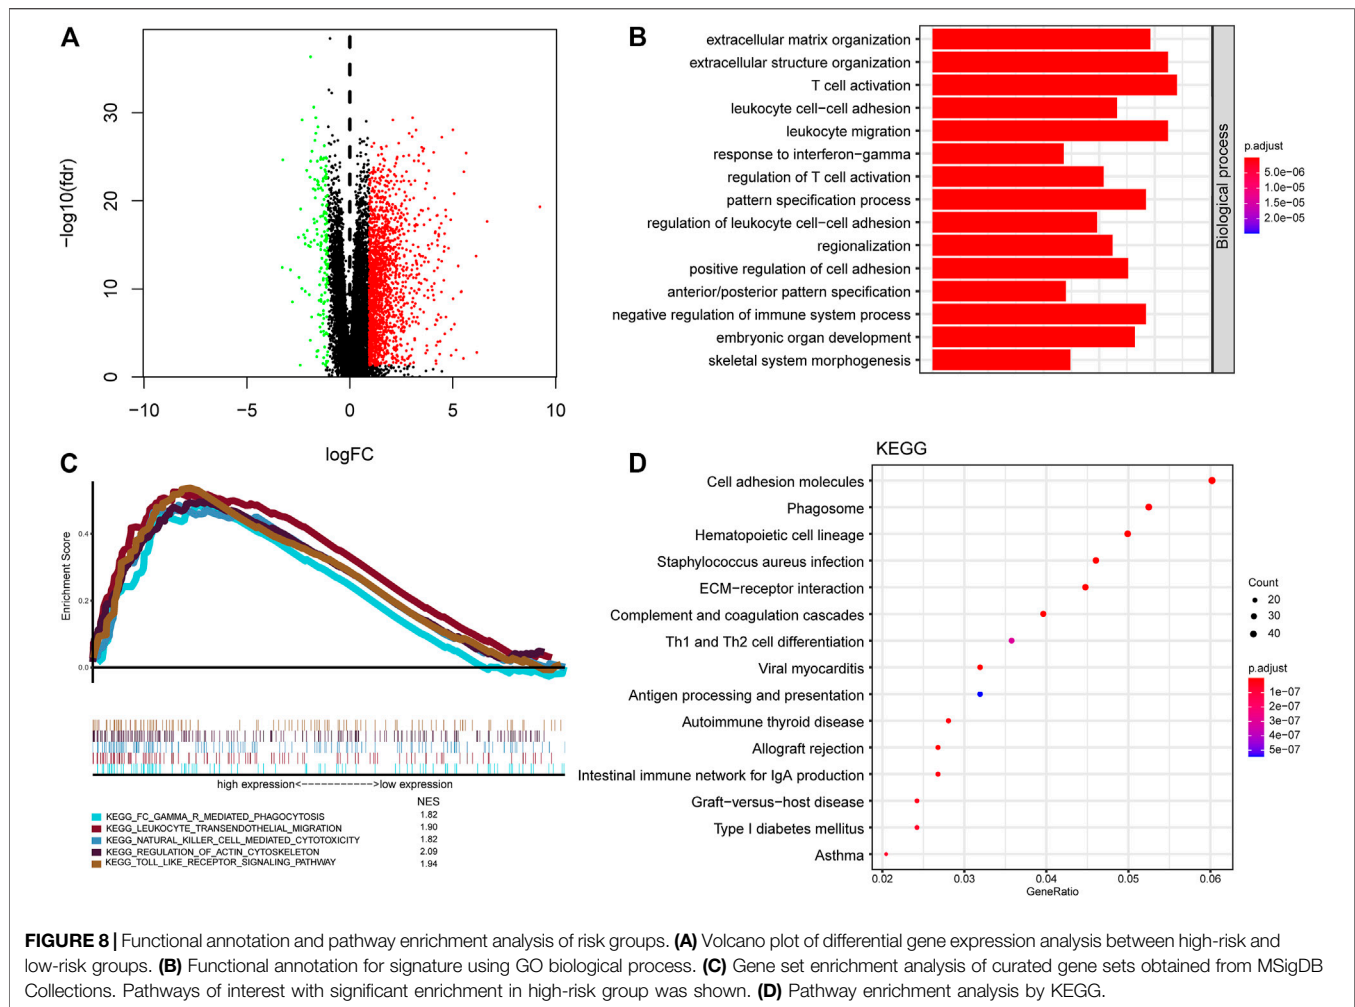 A
−log10(fdr)
30
20
10
0
−10
−5
0
5
10
logFC
B
extracellular matrix organization
extracellular structure organization
T cell activation
leukocyte cell−cell adhesion
leukocyte migration
response to interferon−gamma
regulation of T cell activation
pattern specification process
regulation of leukocyte cell−cell adhesion
regionalization
positive regulation of cell adhesion
anterior/posterior pattern specification
negative regulation of immune system process
embryonic organ development
skeletal system morphogenesis
Biological process
p.adjust
5.0e−06
1.0e−05
1.5e−05
2.0e−05
C
Enrichment Score
0.4
0.2
0.0
high expression<------------->low expression
NES
KEGG_FC_GAMMA_R_MEDIATED_PHAGOCYTOSIS 1.82
KEGG_LEUKOCYTE_TRANSENDOTHELIAL_MIGRATION 1.90
KEGG_NATURAL_KILLER_CELL_MEDIATED_CYTOTOXICITY 1.82
KEGG_REGULATION_OF_ACTIN_CYTOSKELETON 2.09
KEGG_TOLL_LIKE_RECEPTOR_SIGNALING_PATHWAY 1.94
D
KEGG
Cell adhesion molecules
Phagosome
Hematopoietic cell lineage
Staphylococcus aureus infection
ECM−receptor interaction
Complement and coagulation cascades
Th1 and Th2 cell differentiation
Viral myocarditis
Antigen processing and presentation
Autoimmune thyroid disease
Allograft rejection
Intestinal immune network for IgA production
Graft−versus−host disease
Type I diabetes mellitus
Asthma
0.02
0.03
0.04
0.05
0.06
GeneRatio
Count
20
30
40
p.adjust
1e−07
2e−07
3e−07
4e−07
5e−07
FIGURE 8 | Functional annotation and pathway enrichment analysis of risk groups. (A) Volcano plot of differential gene expression analysis between high-risk and
low-risk groups. (B) Functional annotation for signature using GO biological process. (C) Gene set enrichment analysis of curated gene sets obtained from MSigDB
Collections. Pathways of interest with significant enrichment in high-risk group was shown. (D) Pathway enrichment analysis by KEGG.